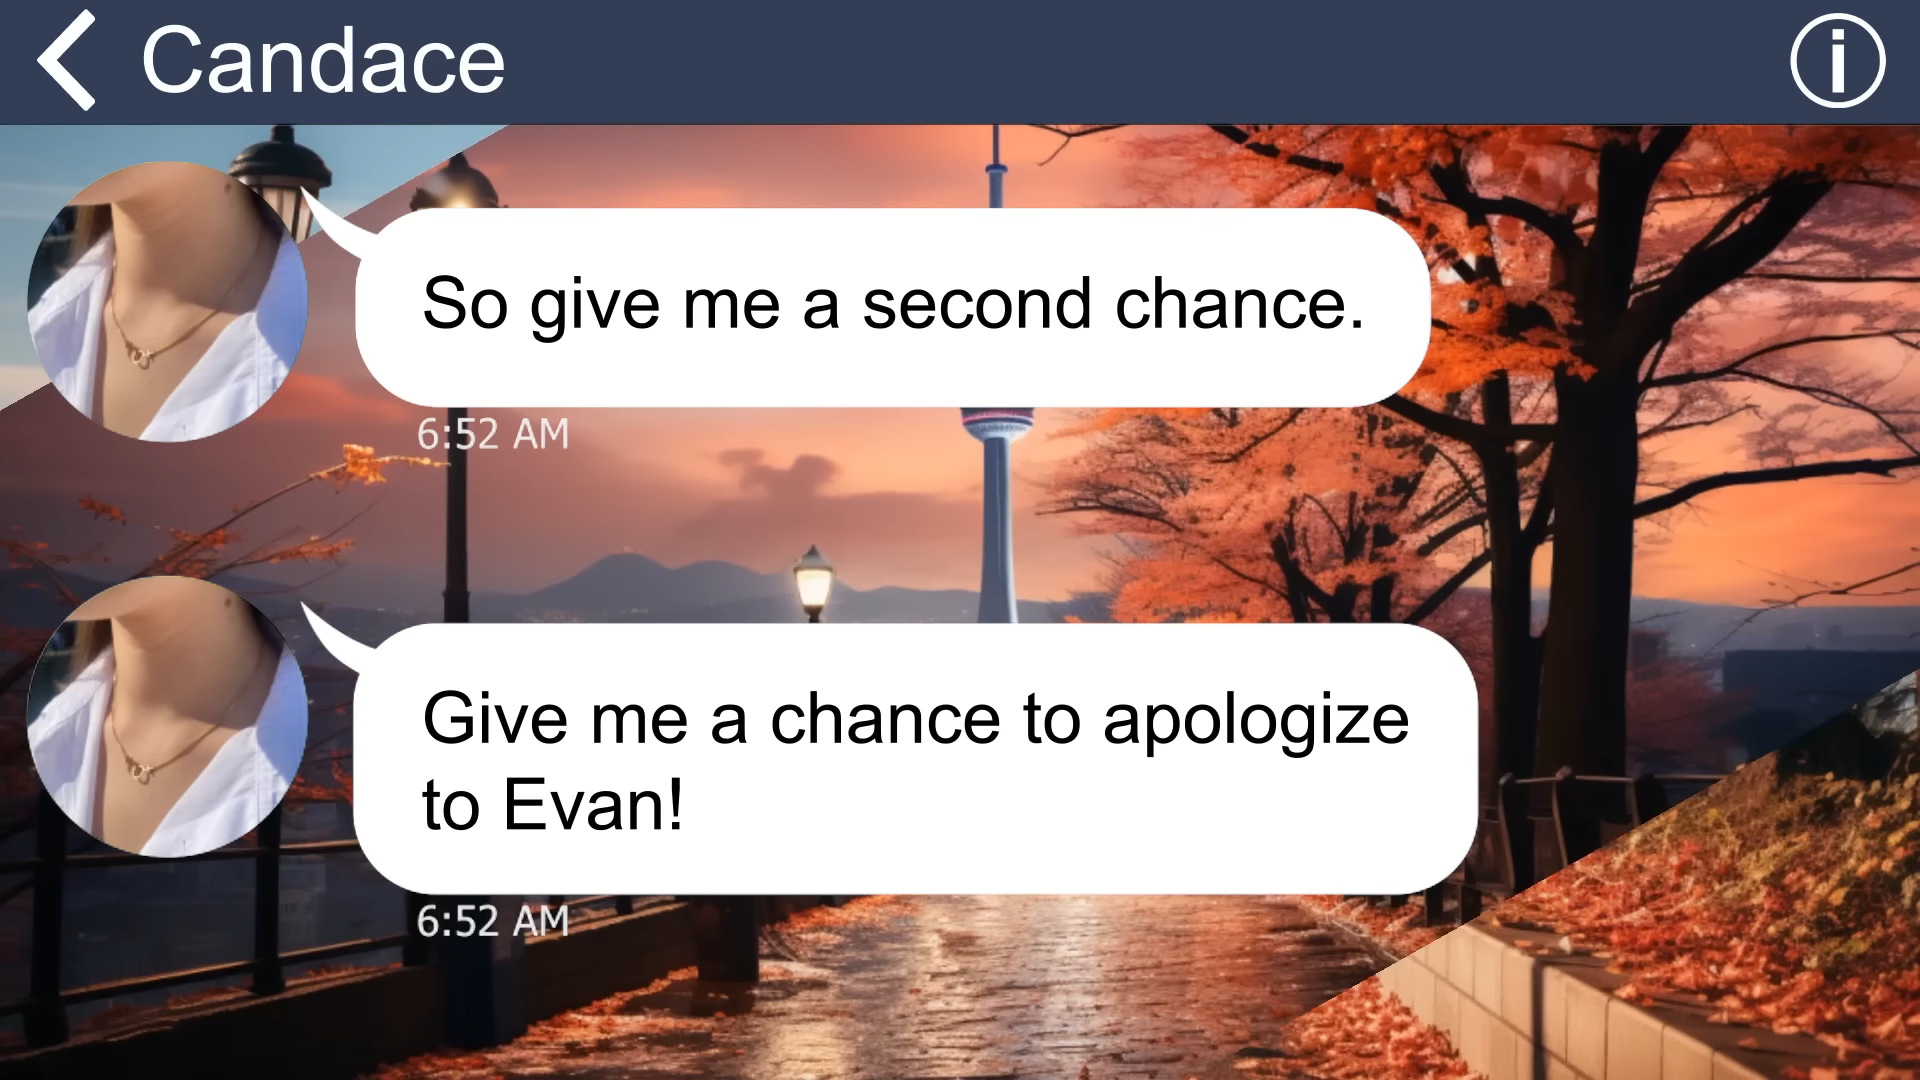 Candace
So give me a second chance.
6:52 AM
Give me a chance to apologize
to Evan!
6:52 AM